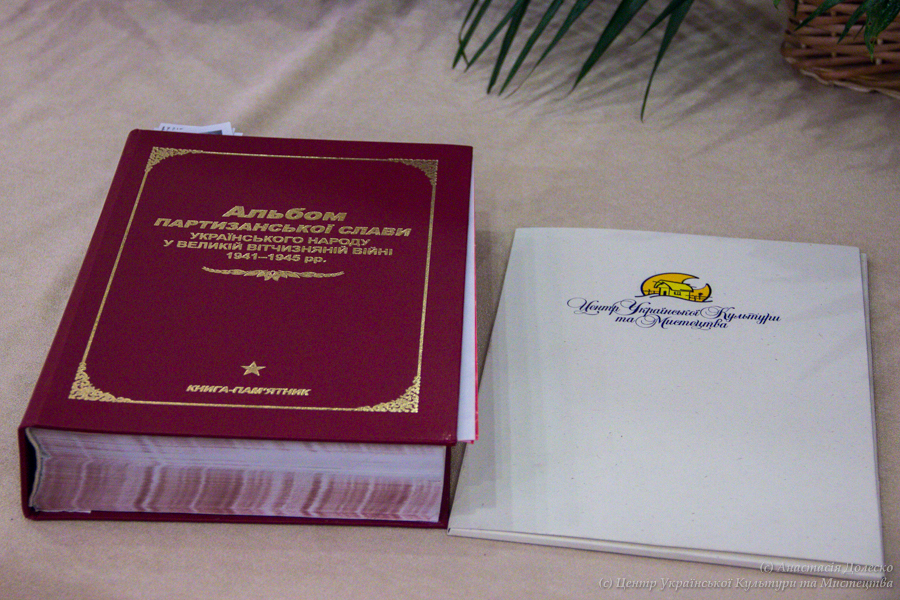 Альбом
ПАРТИЗАНСЬКОЇ СЛАВИ
УКРАЇНСЬКОГО НАРОДУ
У ВЕЛИКІЙ ВІТЧИЗНЯНІЙ ВІЙНІ
1941–1945 рр.
КНИГА-ПАМ'ЯТНИК
Центр Української Культури
та Мистецтва
(c) Анастасія Долеско
(c) Центр Української Культури та Мистецтва